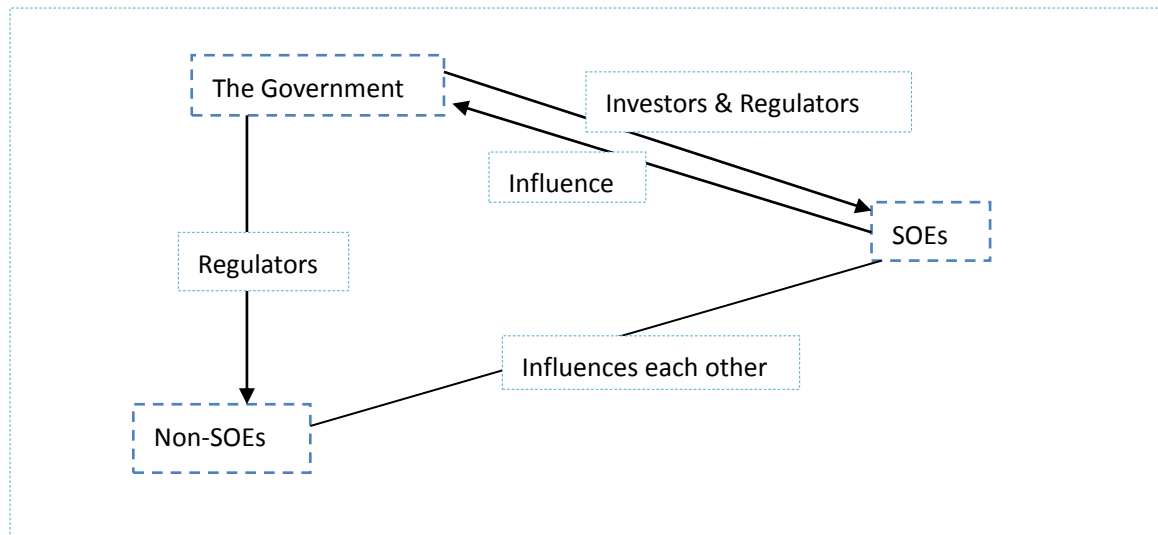 The Government
Investors & Regulators
Influence
SOEs
Regulators
Influences each other
Non-SOEs